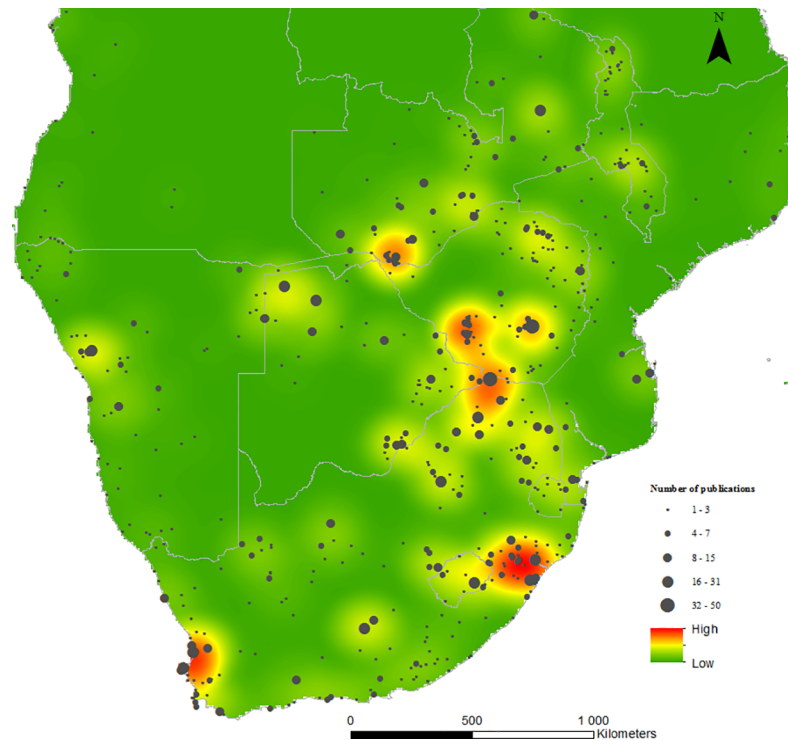 N
Number of publications
1 - 3
4 - 7
8 - 15
16 - 31
32 - 50
High
Low
0 500 1 000
Kilometers